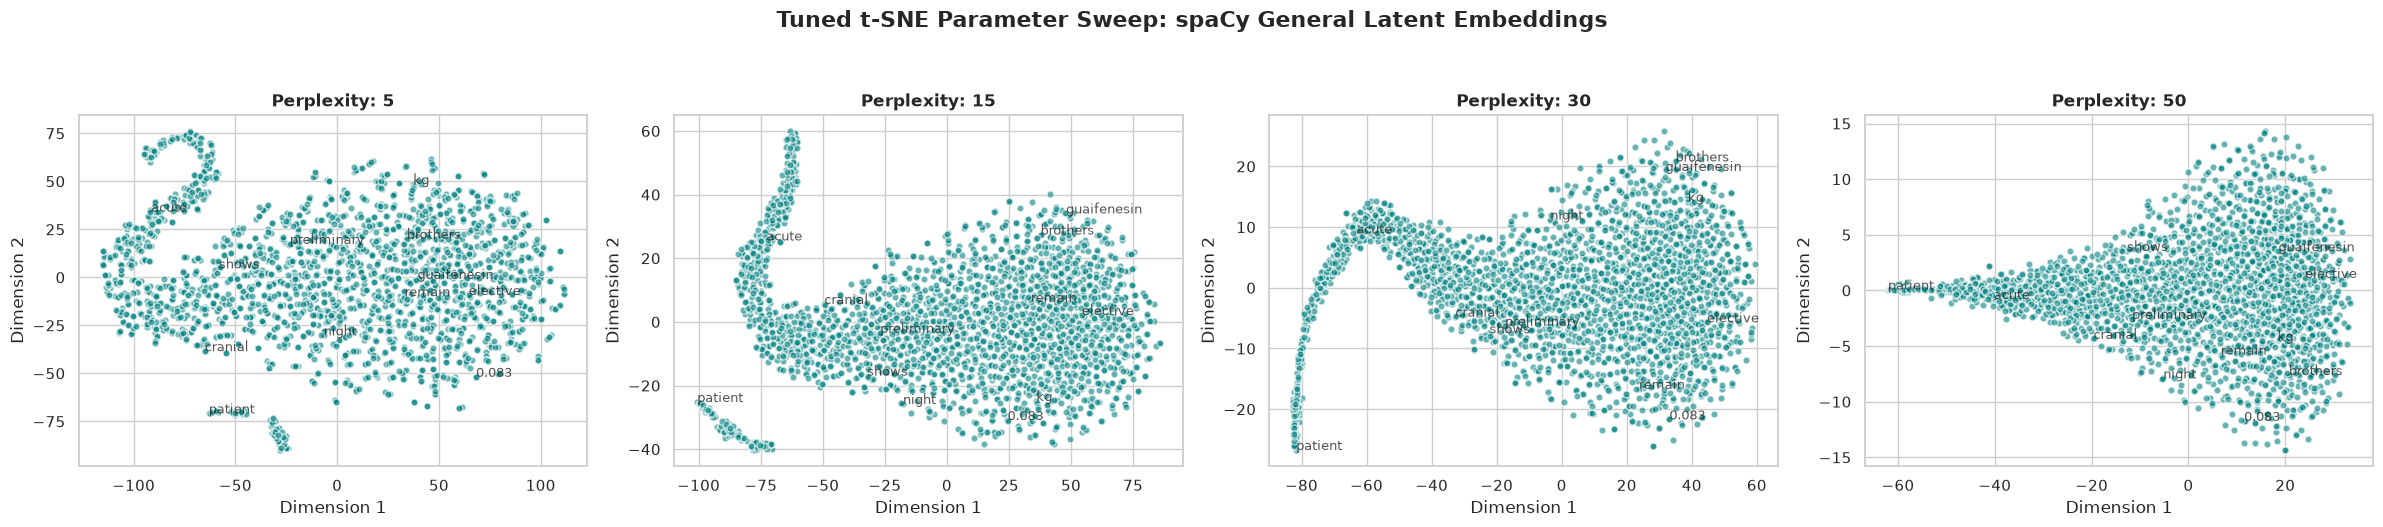 Tuned t-SNE Parameter Sweep: spaCy General Latent Embeddings
Perplexity: 5
75
50
25
0
−25
−50
−75
−100
−50
0
50
100
Dimension 1
Dimension 2
kg
acute
preliminary
brothers
shows
guaifenesin
remain
elective
night
cranial
0.083
patient
Perplexity: 15
60
40
20
0
−20
−40
−100
−75
−50
−25
0
25
50
75
Dimension 1
Dimension 2
guaifenesin
brothers
acute
cranial
remain
elective
preliminary
shows
patient
night
kg
0.083
Perplexity: 30
20
10
0
−10
−20
−80
−60
−40
−20
0
20
40
60
Dimension 1
Dimension 2
brothers
guaifenesin
kg
night
acute
cranial
preliminary
shows
elective
remain
0.083
patient
Perplexity: 50
15
10
5
0
−5
−10
−15
−60
−40
−20
0
20
Dimension 1
Dimension 2
shows
guaifenesin
elective
patient
acute
preliminary
cranial
kg
remain
night
brothers
0.083